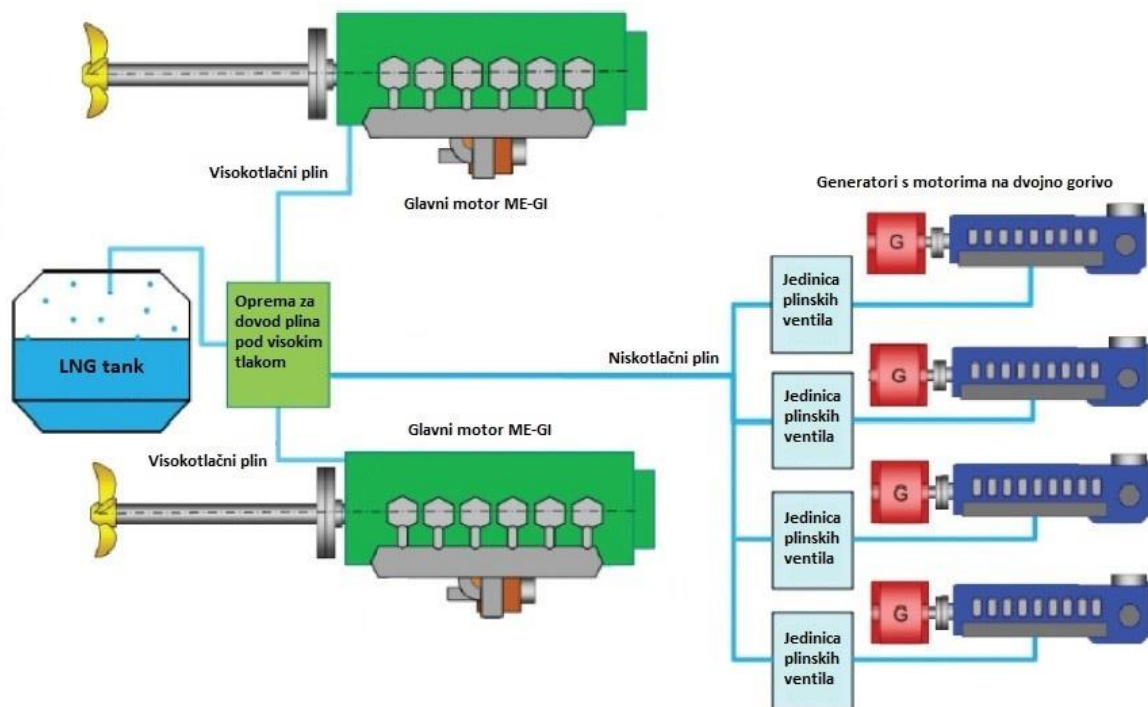 Visokotlačni plin
Glavni motor ME-GI
Generatori s motorima na dvojno gorivo
G
Jedinica
plinskih
ventila
Oprema za
dovod plina
pod visokim
tlakom
LNG tank
Niskotlačni plin
G
Jedinica
plinskih
ventila
Glavni motor ME-GI
Visokotlačni plin
G
Jedinica
plinskih
ventila
G
Jedinica
plinskih
ventila